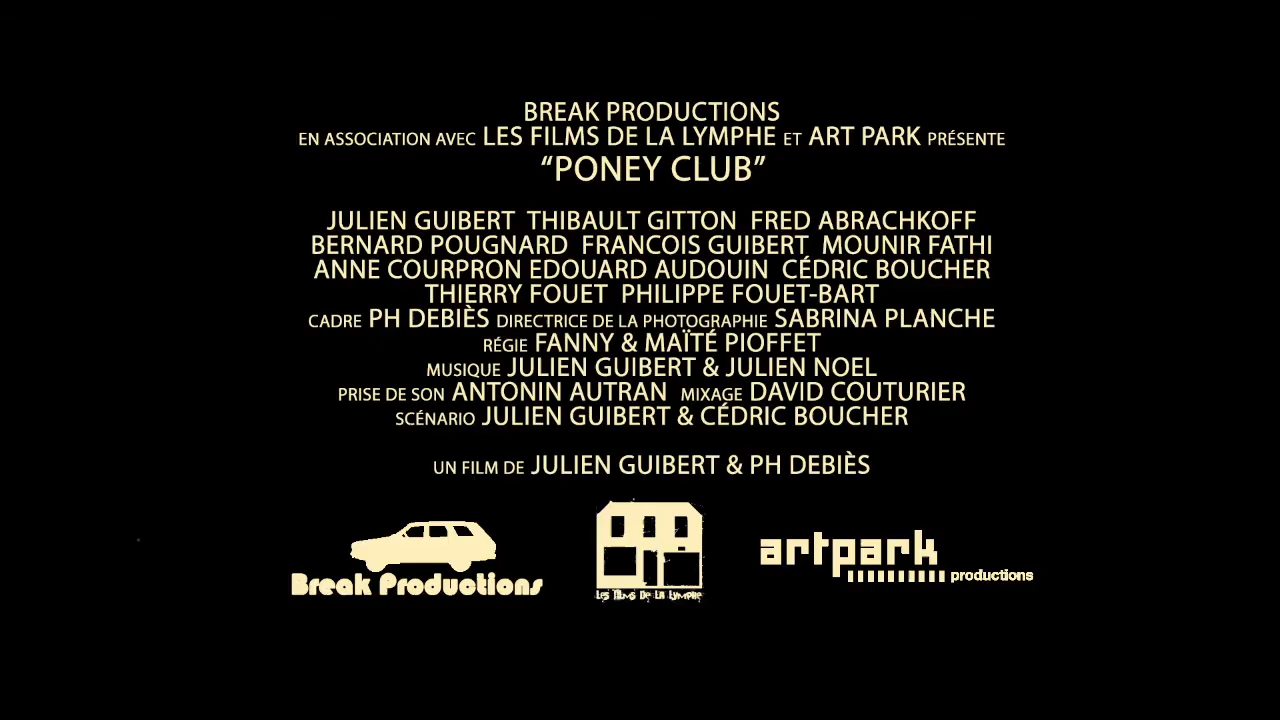 BREAK PRODUCTIONS
EN ASSOCIATION AVEC LES FILMS DE LA LYMPHE ET ART PARK PRÉSENTE
“PONEY CLUB”
JULIEN GUIBERT THIBAULT GITTON FRED ABRACHKOFF
BERNARD POUGNARD FRANCOIS GUIBERT MOUNIR FATHI
ANNE COURPRON EDOUARD AUDOUIN CÉDRIC BOUCHER
THIERRY FOUET PHILIPPE FOUET-BART
CADRE PH DEBIÈS DIRECTRICE DE LA PHOTOGRAPHIE SABRINA PLANCHE
RÉGIE FANNY & MAÏTÉ PIOFFET
MUSIQUE JULIEN GUIBERT & JULIEN NOEL
PRISE DE SON ANTONIN AUTRAN MIXAGE DAVID COUTURIER
SCÉNARIO JULIEN GUIBERT & CÉDRIC BOUCHER
UN FILM DE JULIEN GUIBERT & PH DEBIÈS
Break Productions
Les Films De La Lymphe
artpark
productions